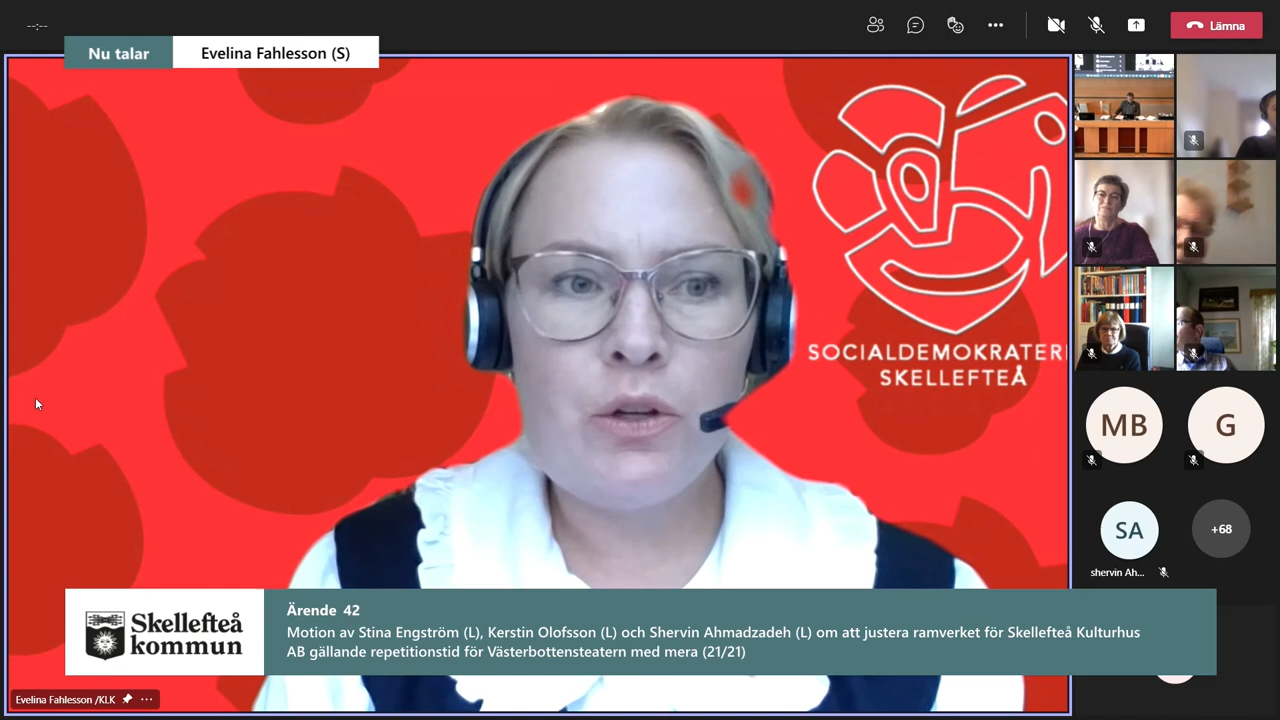 --:--
Lämna
Nu talar
Evelina Fahlesson (S)
SOCIALDEMOKRATER
SKELLEFTEÅ
MB
G
SA
+68
shervin Ah...
Skellefteå
kommun
Ärende 42
Motion av Stina Engström (L), Kerstin Olofsson (L) och Shervin Ahmadzadeh (L) om att justera ramverket för Skellefteå Kulturhus
AB gällande repetitionstid för Västerbottensteatern med mera (21/21)
Evelina Fahlesson /KLK